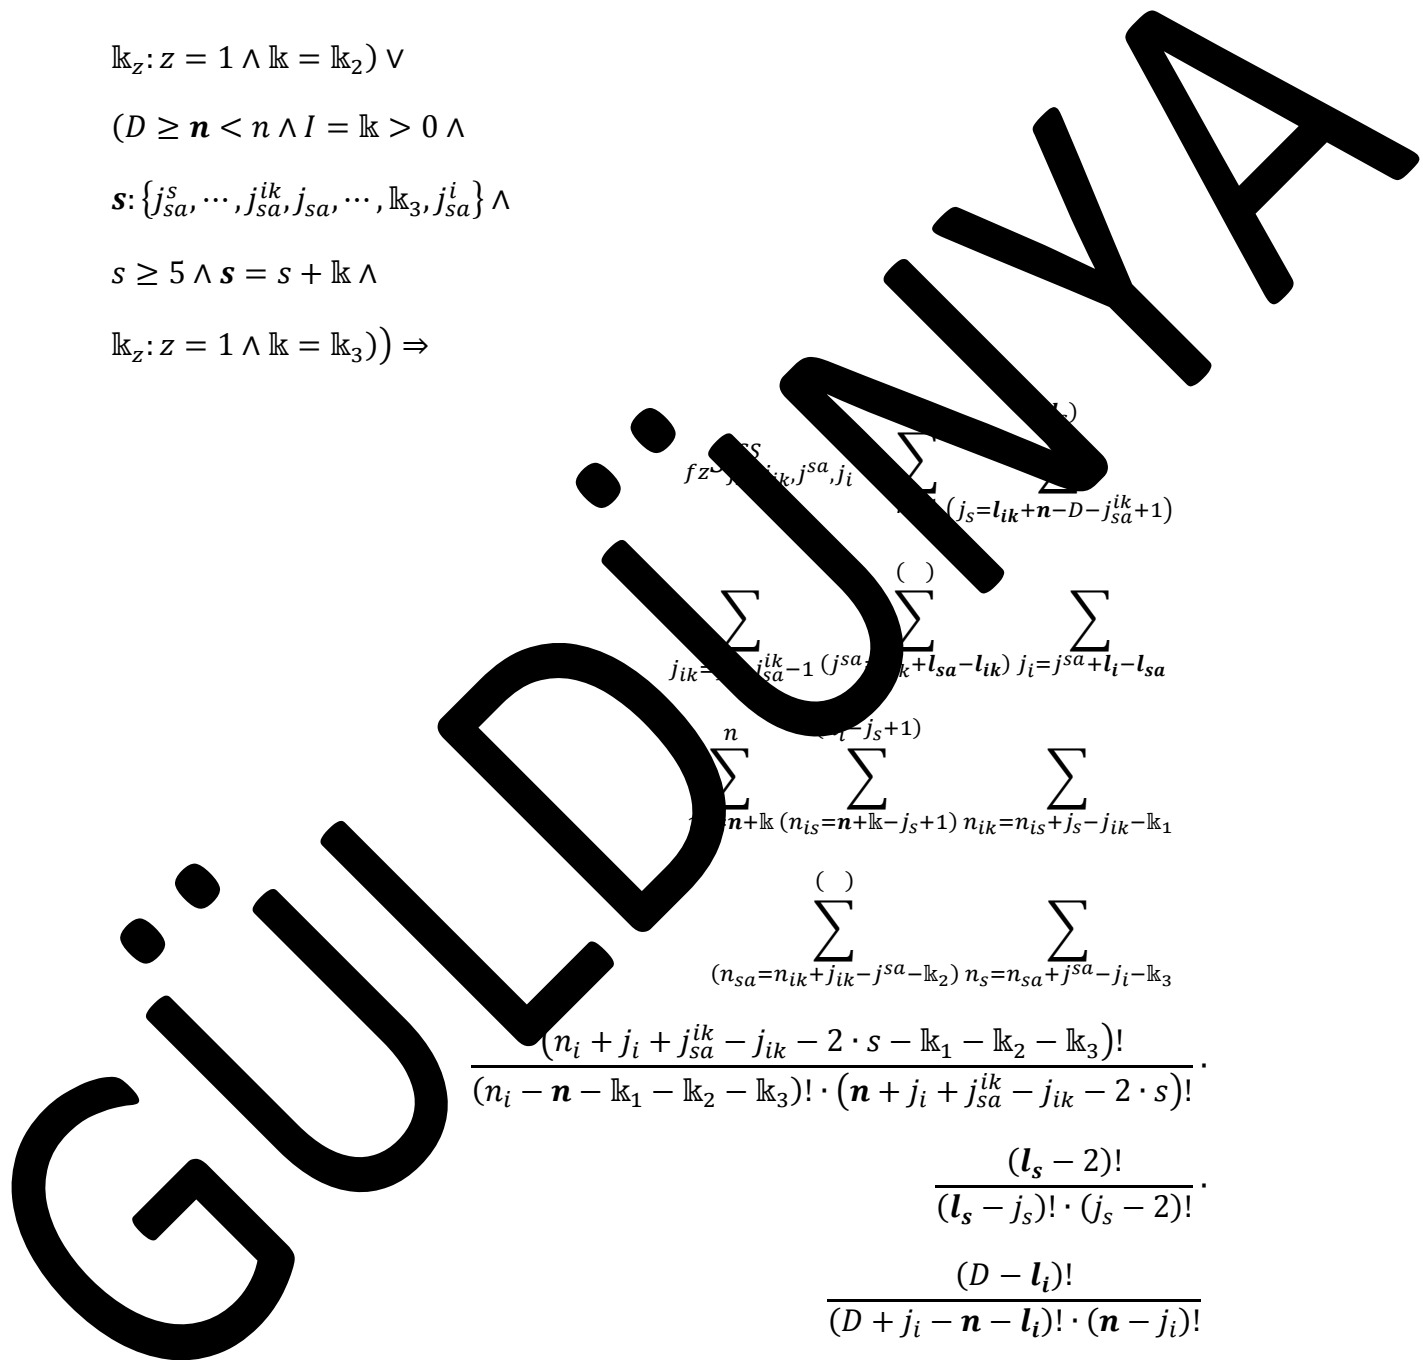 𝕜_z: z = 1 ∧ 𝕜 = 𝕜_2) ∨
(D ≥ 𝒏 < n ∧ I = 𝕜 > 0 ∧
𝒔: {j_{sa}^s, ⋯, j_{sa}^{ik}, j_{sa}, ⋯, 𝕜_3, j_{sa}^i} ∧
s ≥ 5 ∧ 𝒔 = s + 𝕜 ∧
𝕜_z: z = 1 ∧ 𝕜 = 𝕜_3)) ⇒
∑ ∑_{(j_s=𝒍_{𝒊𝒌}+𝒏−D−j_{sa}^{ik}+1)}
∑ ∑^{( )} ∑_{j_i=j^{sa}+𝒍_𝒊−𝒍_{𝒔𝒂}}
∑^{n} ∑_{(n_{is}=𝒏+𝕜−j_s+1)} ∑_{n_{ik}=n_{is}+j_s−j_{ik}−𝕜_1}
∑_{(n_{sa}=n_{ik}+j_{ik}−j^{sa}−𝕜_2)}^{( )} ∑_{n_s=n_{sa}+j^{sa}−j_i−𝕜_3}
(n_i + j_i + j_{sa}^{ik} − j_{ik} − 2 · s − 𝕜_1 − 𝕜_2 − 𝕜_3)!
(n_i − 𝒏 − 𝕜_1 − 𝕜_2 − 𝕜_3)! · (𝒏 + j_i + j_{sa}^{ik} − j_{ik} − 2 · s)! ·
(𝒍_𝒔 − 2)!
(𝒍_𝒔 − j_s)! · (j_s − 2)! ·
(D − 𝒍_𝒊)!
(D + j_i − 𝒏 − 𝒍_𝒊)! · (𝒏 − j_i)!
GÜLDÜNYA